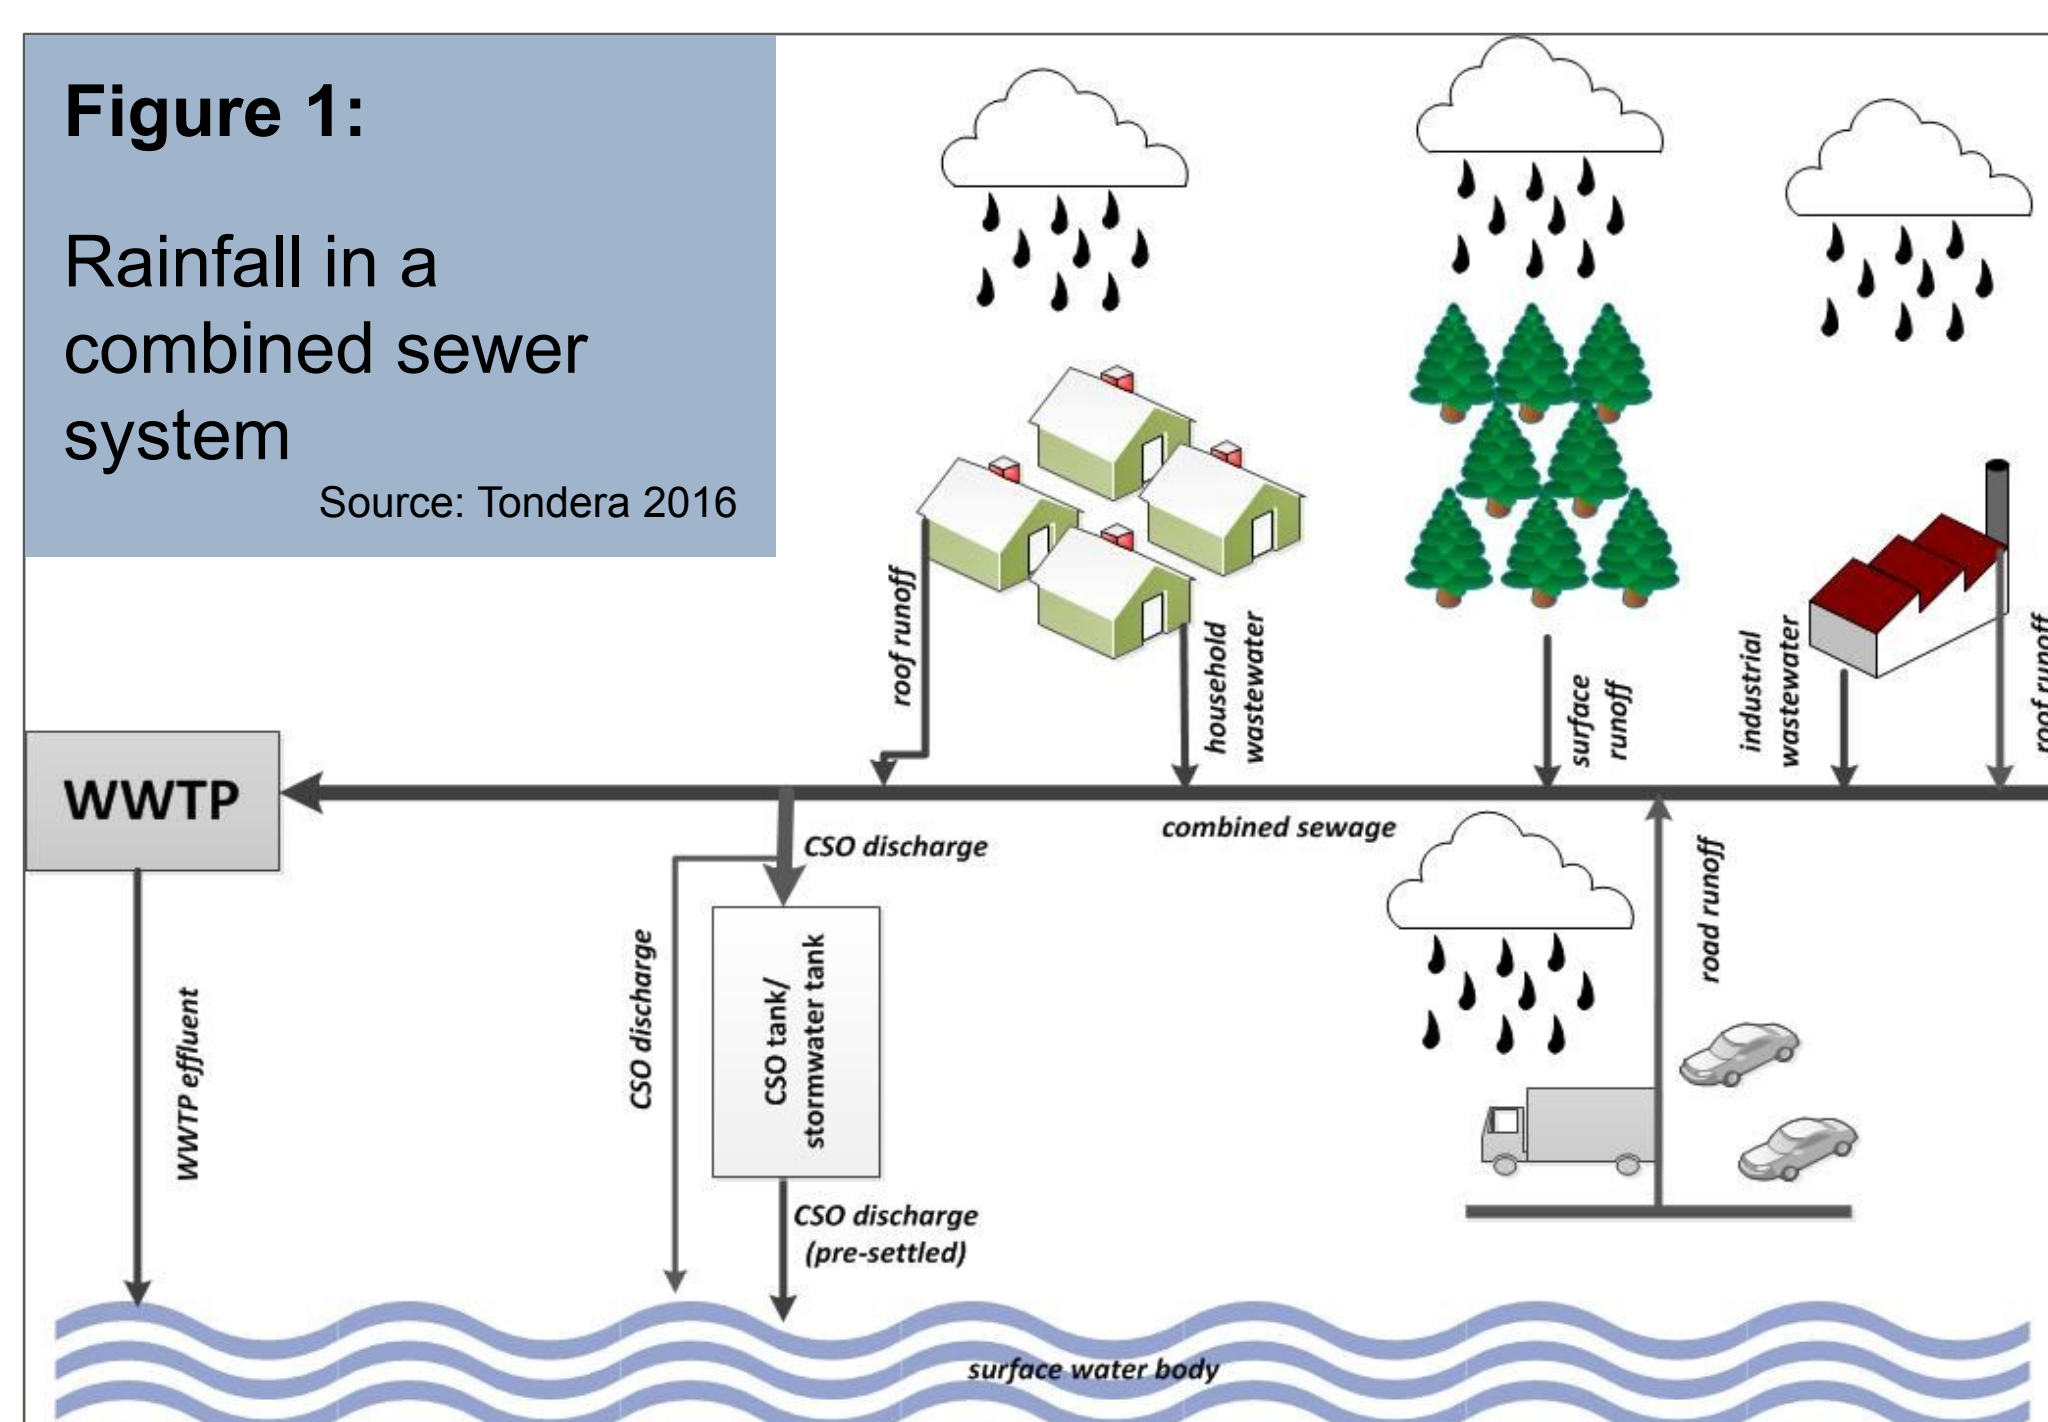 Figure 1:
Rainfall in a
combined sewer
system
Source: Tondera 2016
roof runoff
household
wastewater
surface
runoff
industrial
wastewater
roof runoff
WWTP
combined sewage
CSO discharge
road runoff
CSO discharge
CSO tank/
stormwater tank
WWTP effluent
CSO discharge
(pre-settled)
surface water body